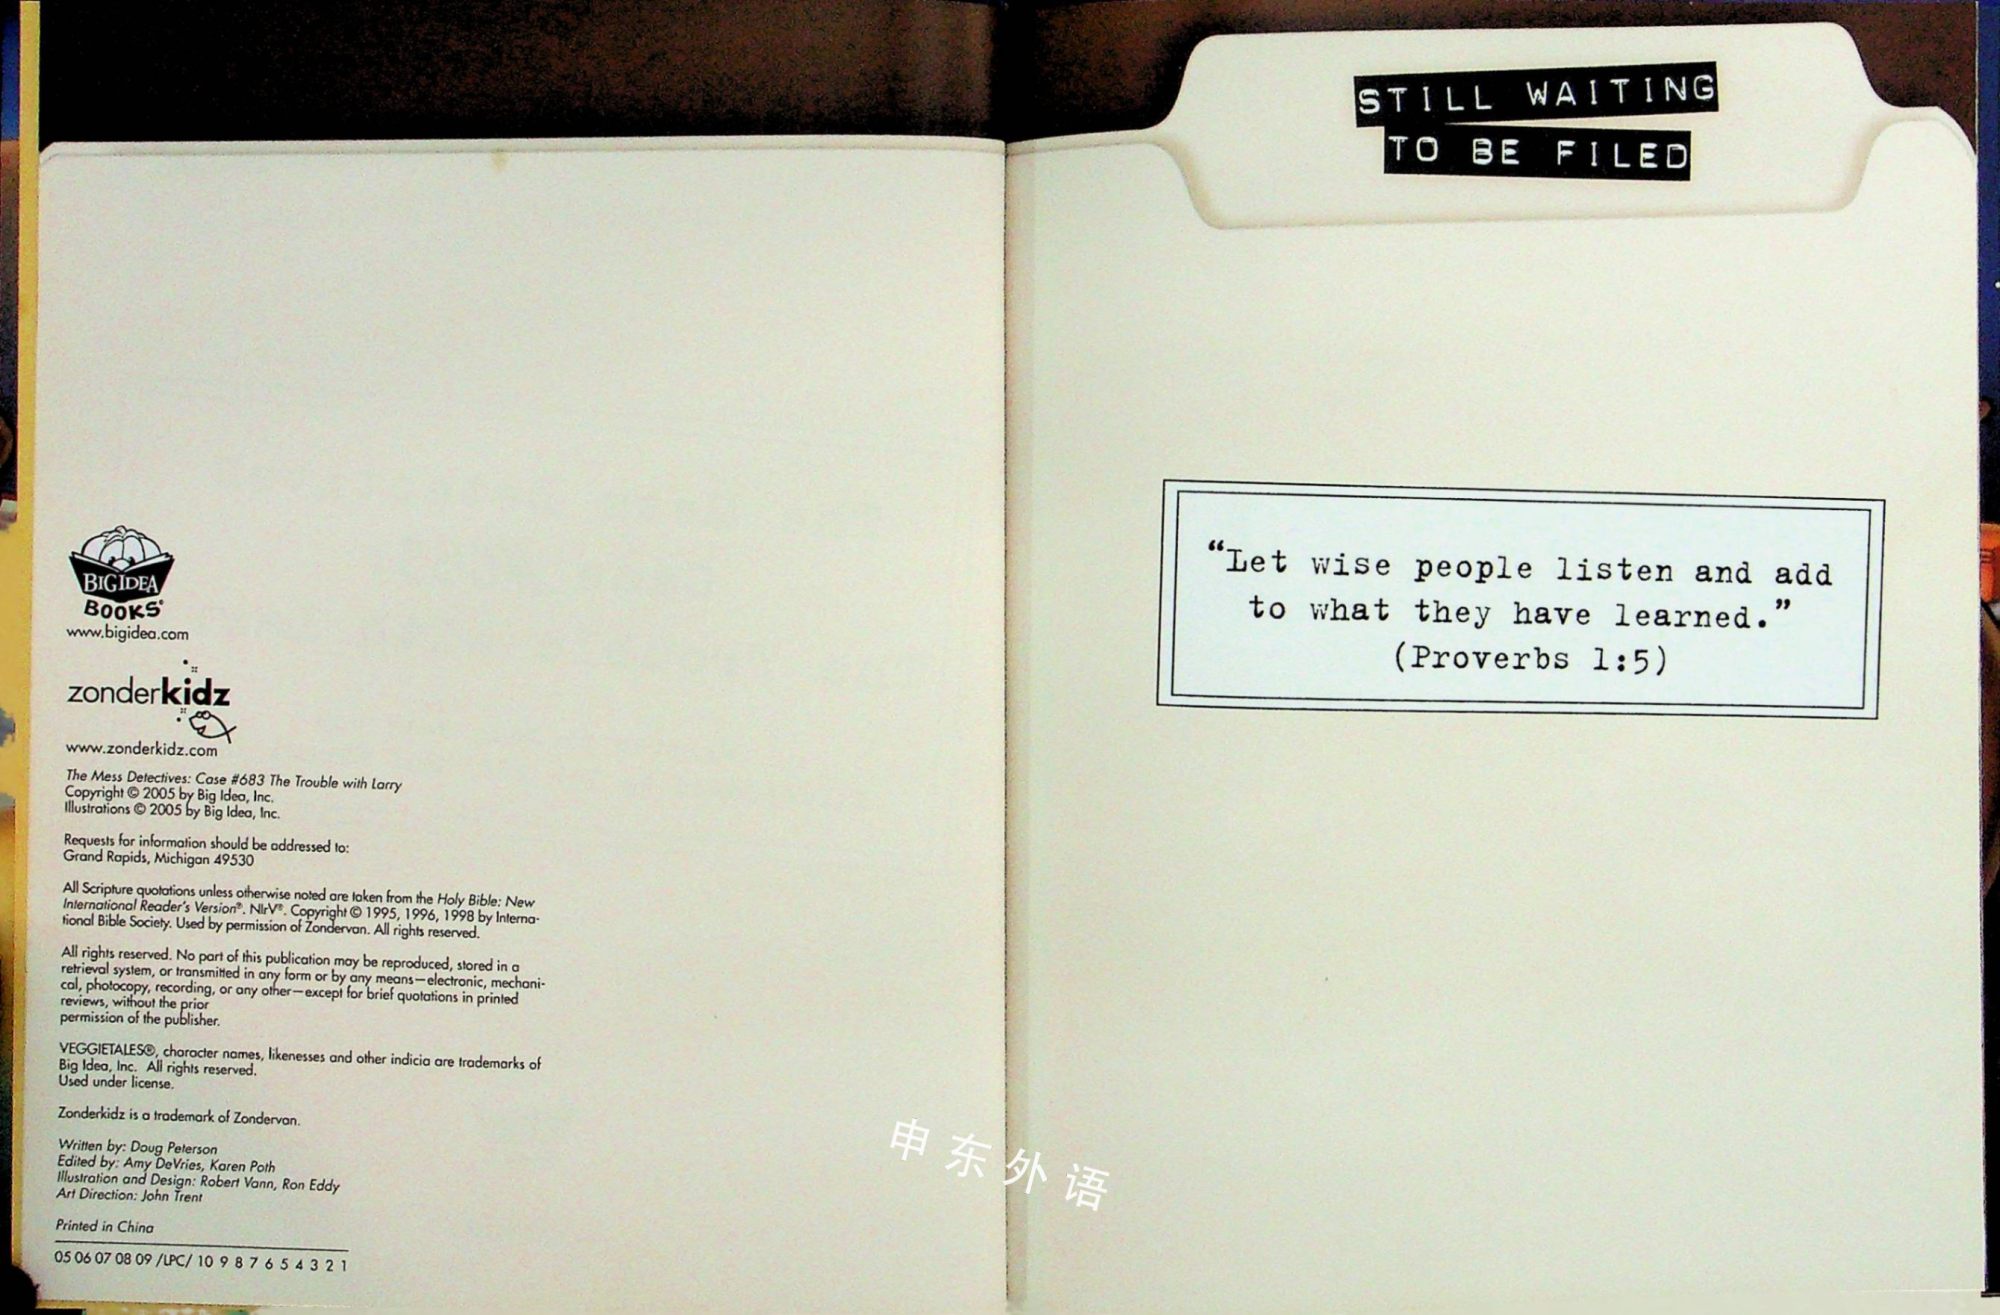 BIG IDEA
BOOKS®
www.bigidea.com
zonderkidz
www.zonderkidz.com
The Mess Detectives: Case #683 The Trouble with Larry
Copyright © 2005 by Big Idea, Inc.
Illustrations © 2005 by Big Idea, Inc.
Requests for information should be addressed to:
Grand Rapids, Michigan 49530
All Scripture quotations unless otherwise noted are taken from the Holy Bible: New
International Reader's Version®. NIrV®. Copyright © 1995, 1996, 1998 by Interna-
tional Bible Society. Used by permission of Zondervan. All rights reserved.
All rights reserved. No part of this publication may be reproduced, stored in a
retrieval system, or transmitted in any form or by any means—electronic, mechani-
cal, photocopy, recording, or any other—except for brief quotations in printed
reviews, without the prior
permission of the publisher.
VEGGIETALES®, character names, likenesses and other indicia are trademarks of
Big Idea, Inc. All rights reserved.
Used under license.
Zonderkidz is a trademark of Zondervan.
Written by: Doug Peterson
Edited by: Amy DeVries, Karen Poth
Illustration and Design: Robert Vann, Ron Eddy
Art Direction: John Trent
Printed in China
05 06 07 08 09 /LPC/ 10 9 8 7 6 5 4 3 2 1
STILL WAITING
TO BE FILED
“Let wise people listen and add
to what they have learned.”
(Proverbs 1:5)
申东外语